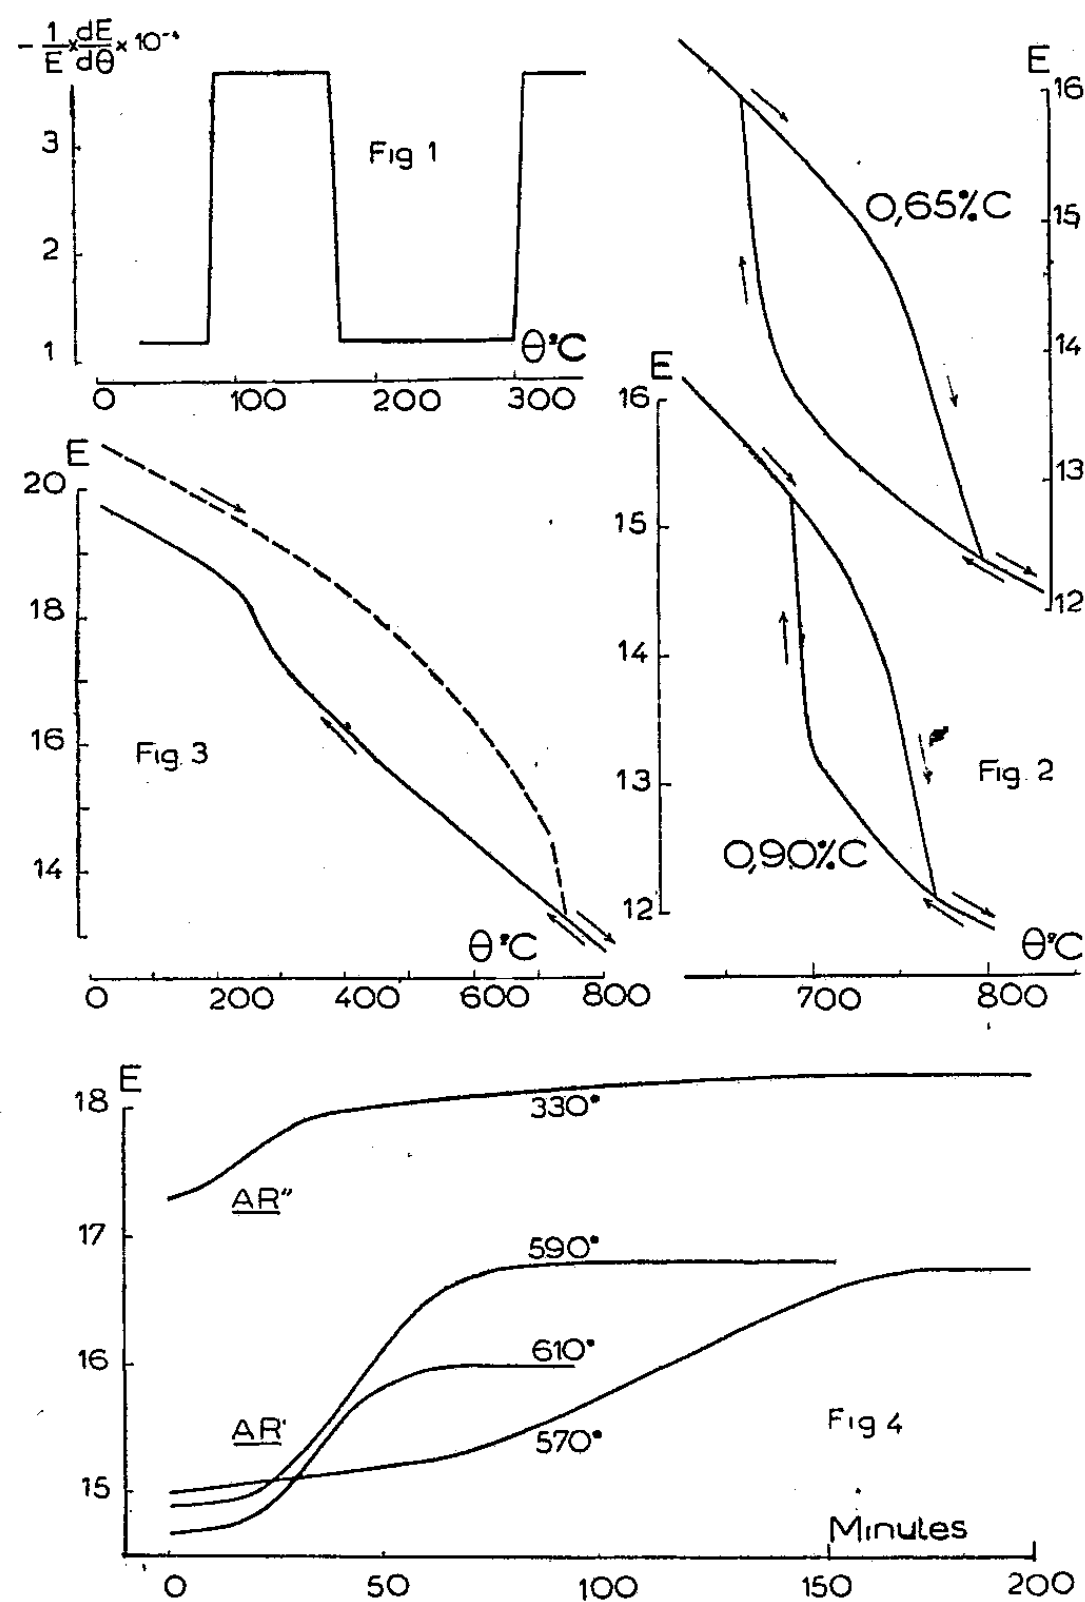 - 1/E × dE/dθ × 10⁻⁴
3
2
1
Fig 1
θ°C
0 100 200 300
E
16
15
14
13
12
0,65%C
E
16
15
14
13
12
0,90%C
Fig. 2
θ°C
700 800
E
20
18
16
14
Fig. 3
θ°C
0 200 400 600 800
E
18
17
16
15
330°
AR″
590°
610°
AR′
570°
Fig 4
Minutes
0 50 100 150 200